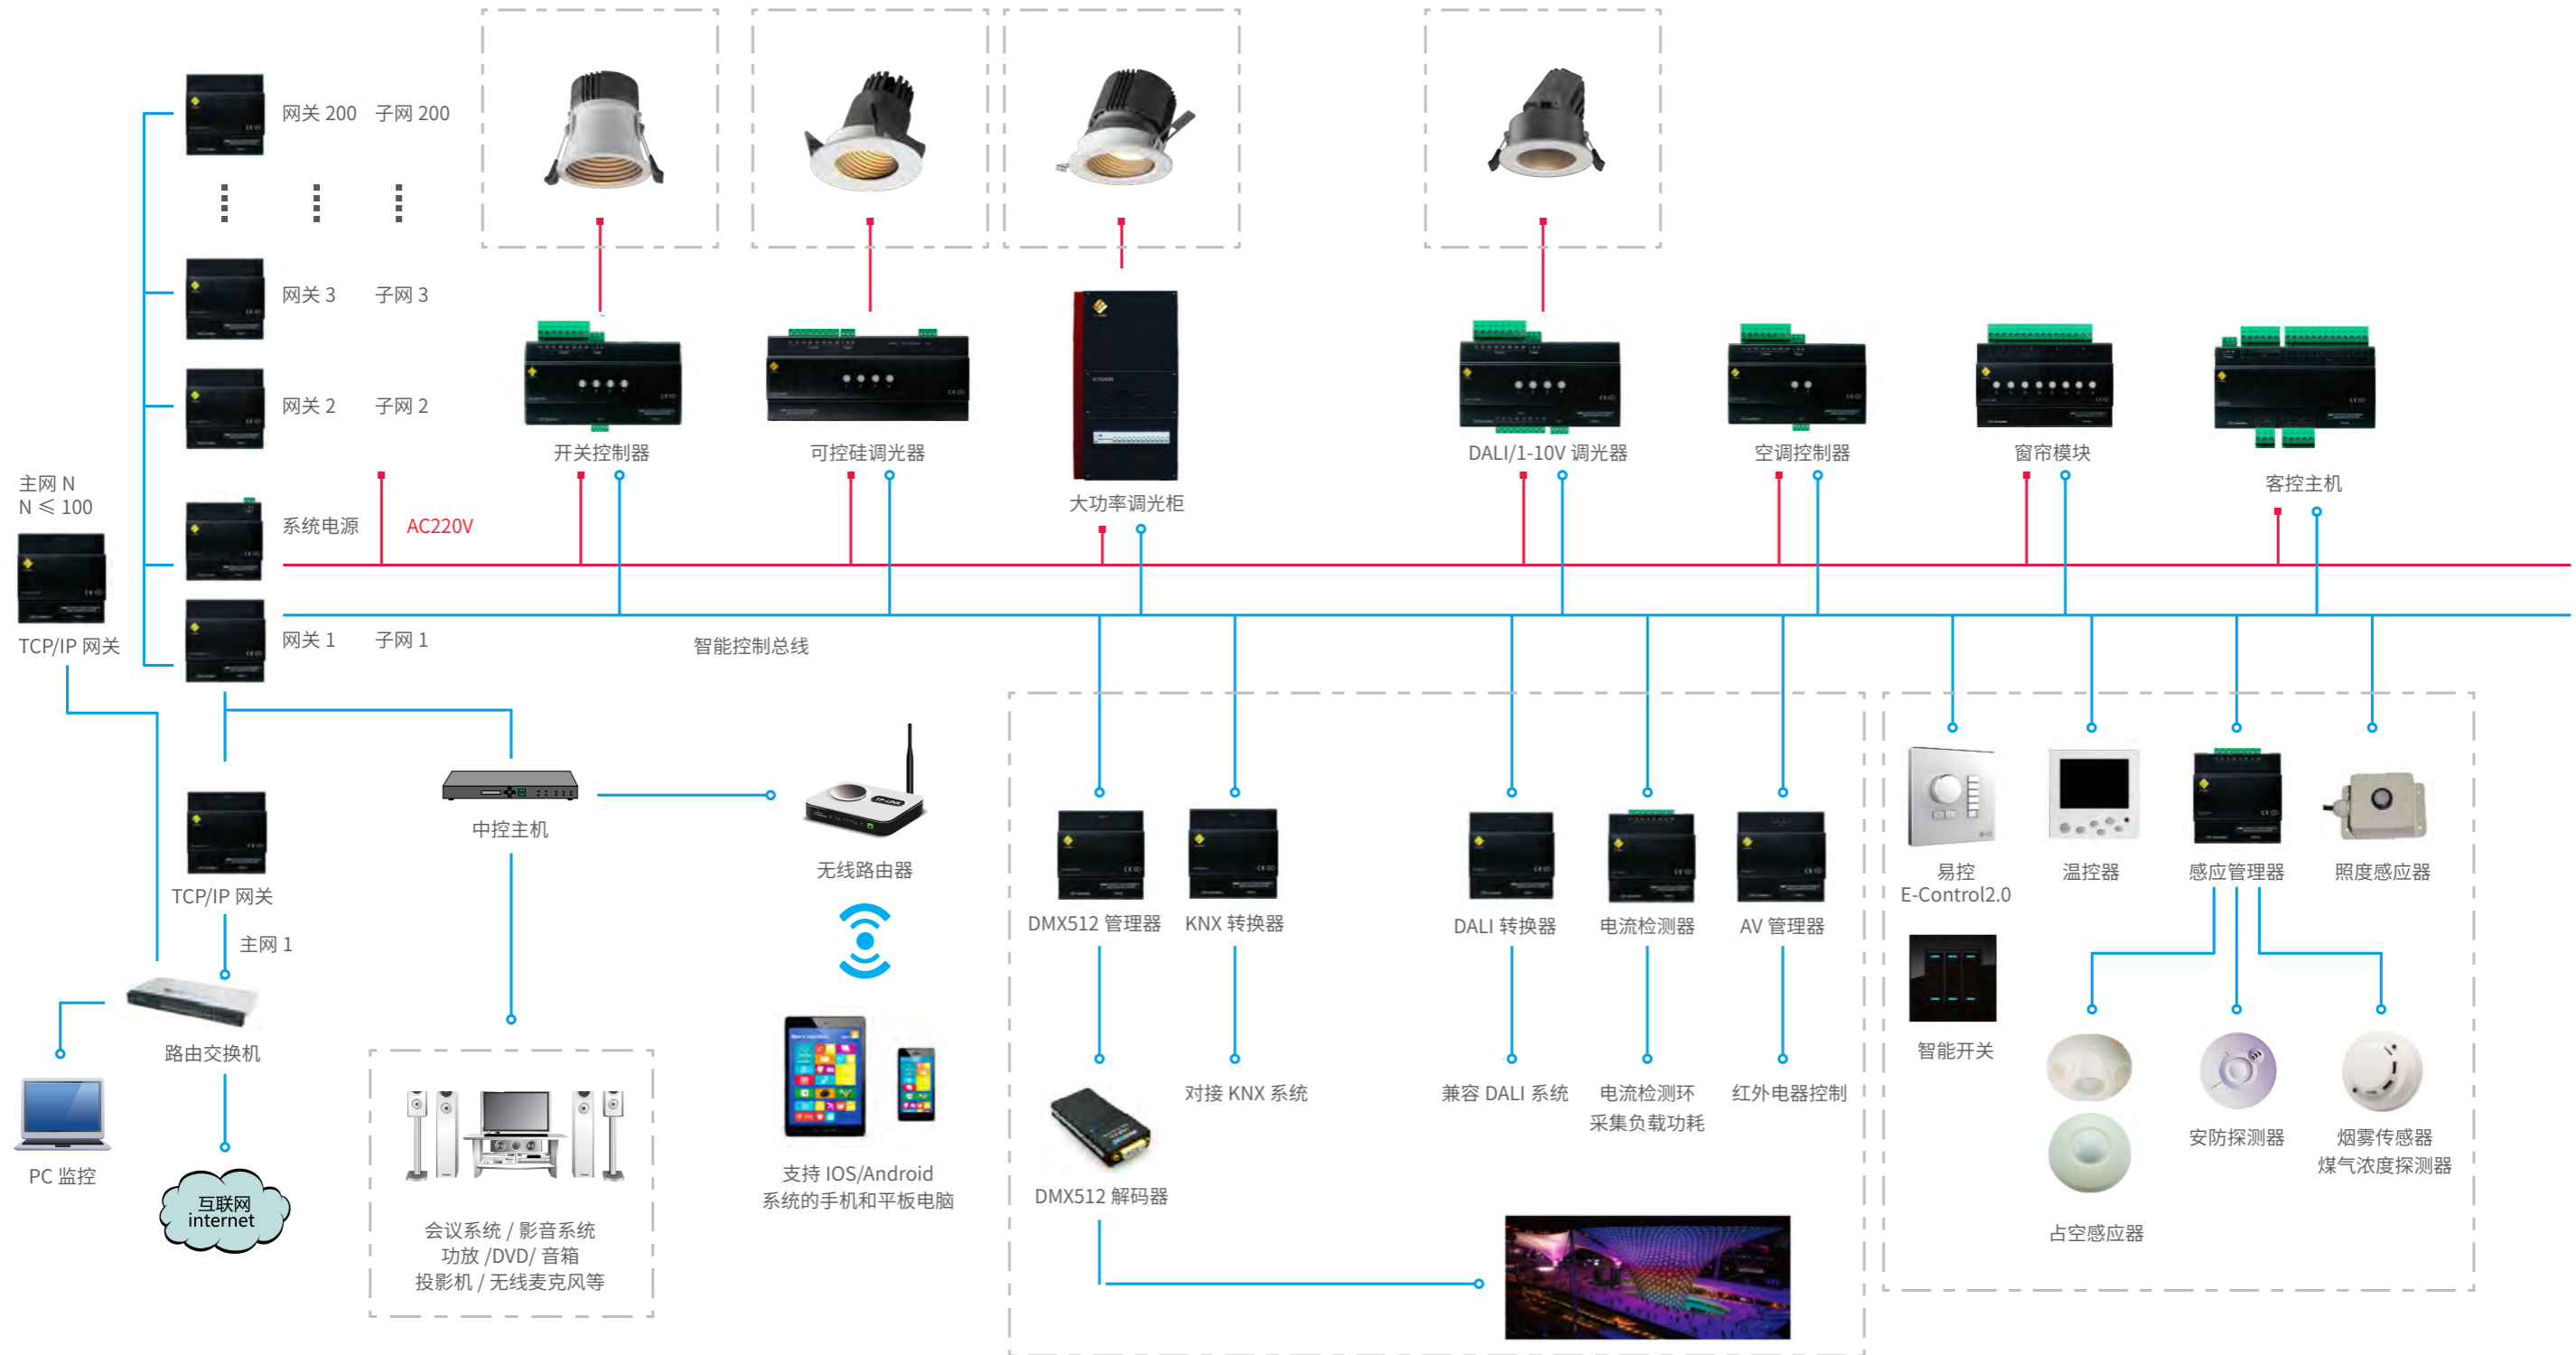 网关 200 子网 200
网关 3 子网 3
网关 2 子网 2
主网 N
N ≤ 100
系统电源 AC220V
TCP/IP 网关
网关 1 子网 1
开关控制器
可控硅调光器
大功率调光柜
DALI/1-10V 调光器
空调控制器
窗帘模块
客控主机
智能控制总线
TCP/IP 网关
主网 1
路由交换机
PC 监控
互联网
internet
中控主机
TP-LINK
无线路由器
会议系统 / 影音系统
功放 /DVD/ 音箱
投影机 / 无线麦克风等
支持 IOS/Android
系统的手机和平板电脑
DMX512 管理器
KNX 转换器
DALI 转换器
电流检测器
AV 管理器
DMX512 解码器
对接 KNX 系统
兼容 DALI 系统
电流检测环
采集负载功耗
红外电器控制
易控
E-Control2.0
温控器
感应管理器
照度感应器
智能开关
占空感应器
安防探测器
烟雾传感器
煤气浓度探测器